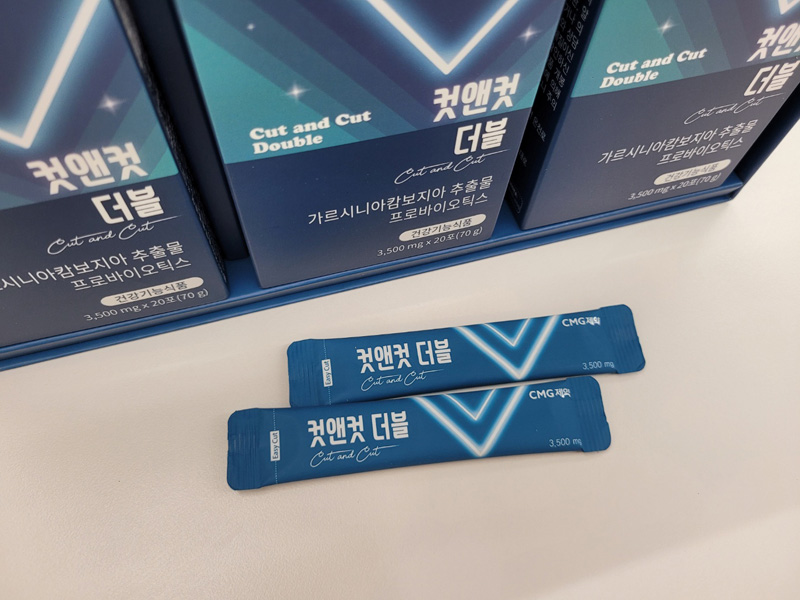 컷앤컷
더블
Cut and Cut
시니아캄보지아 추출물
프로바이오틱스
건강기능식품
3,500 mg x 20포(70 g)
Cut and Cut
Double
컷앤컷
더블
Cut and Cut
가르시니아캄보지아 추출물
프로바이오틱스
건강기능식품
3,500 mg x 20포(70 g)
Cut and Cut
Double
컷앤컷
더블
Cut and Cut
가르시니아캄보지아 추출물
프로바이오틱스
건강기능식품
3,500 mg x 20포(70 g)
Easy Cut
컷앤컷 더블
Cut and Cut
CMG제약
3,500 mg
Easy Cut
컷앤컷 더블
Cut and Cut
CMG제약
3,500 mg